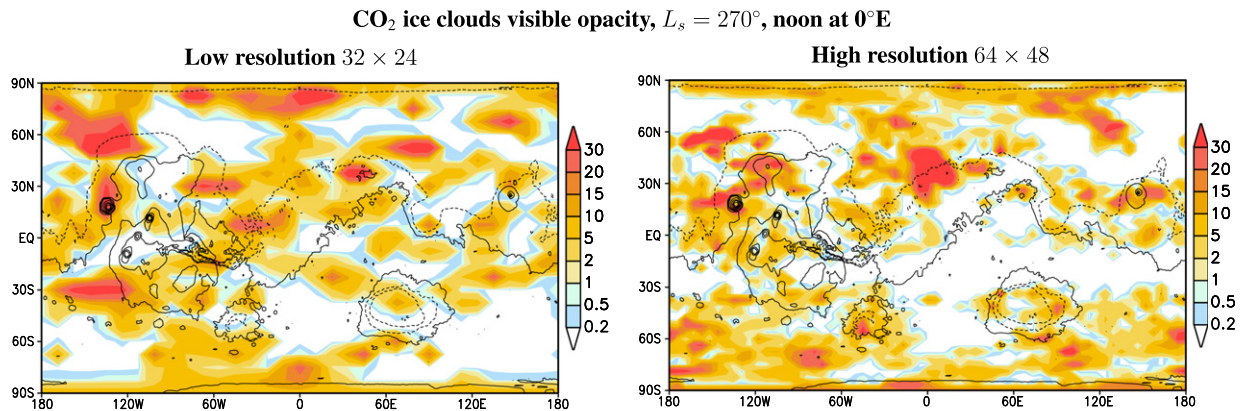 CO₂ ice clouds visible opacity, Lₛ = 270°, noon at 0°E
Low resolution 32 × 24
High resolution 64 × 48
90N
60N
30N
EQ
30S
60S
90S
180
120W
60W
0
60E
120E
180
30
20
15
10
5
2
1
0.5
0.2
90N
60N
30N
EQ
30S
60S
90S
180
120W
60W
0
60E
120E
180
30
20
15
10
5
2
1
0.5
0.2